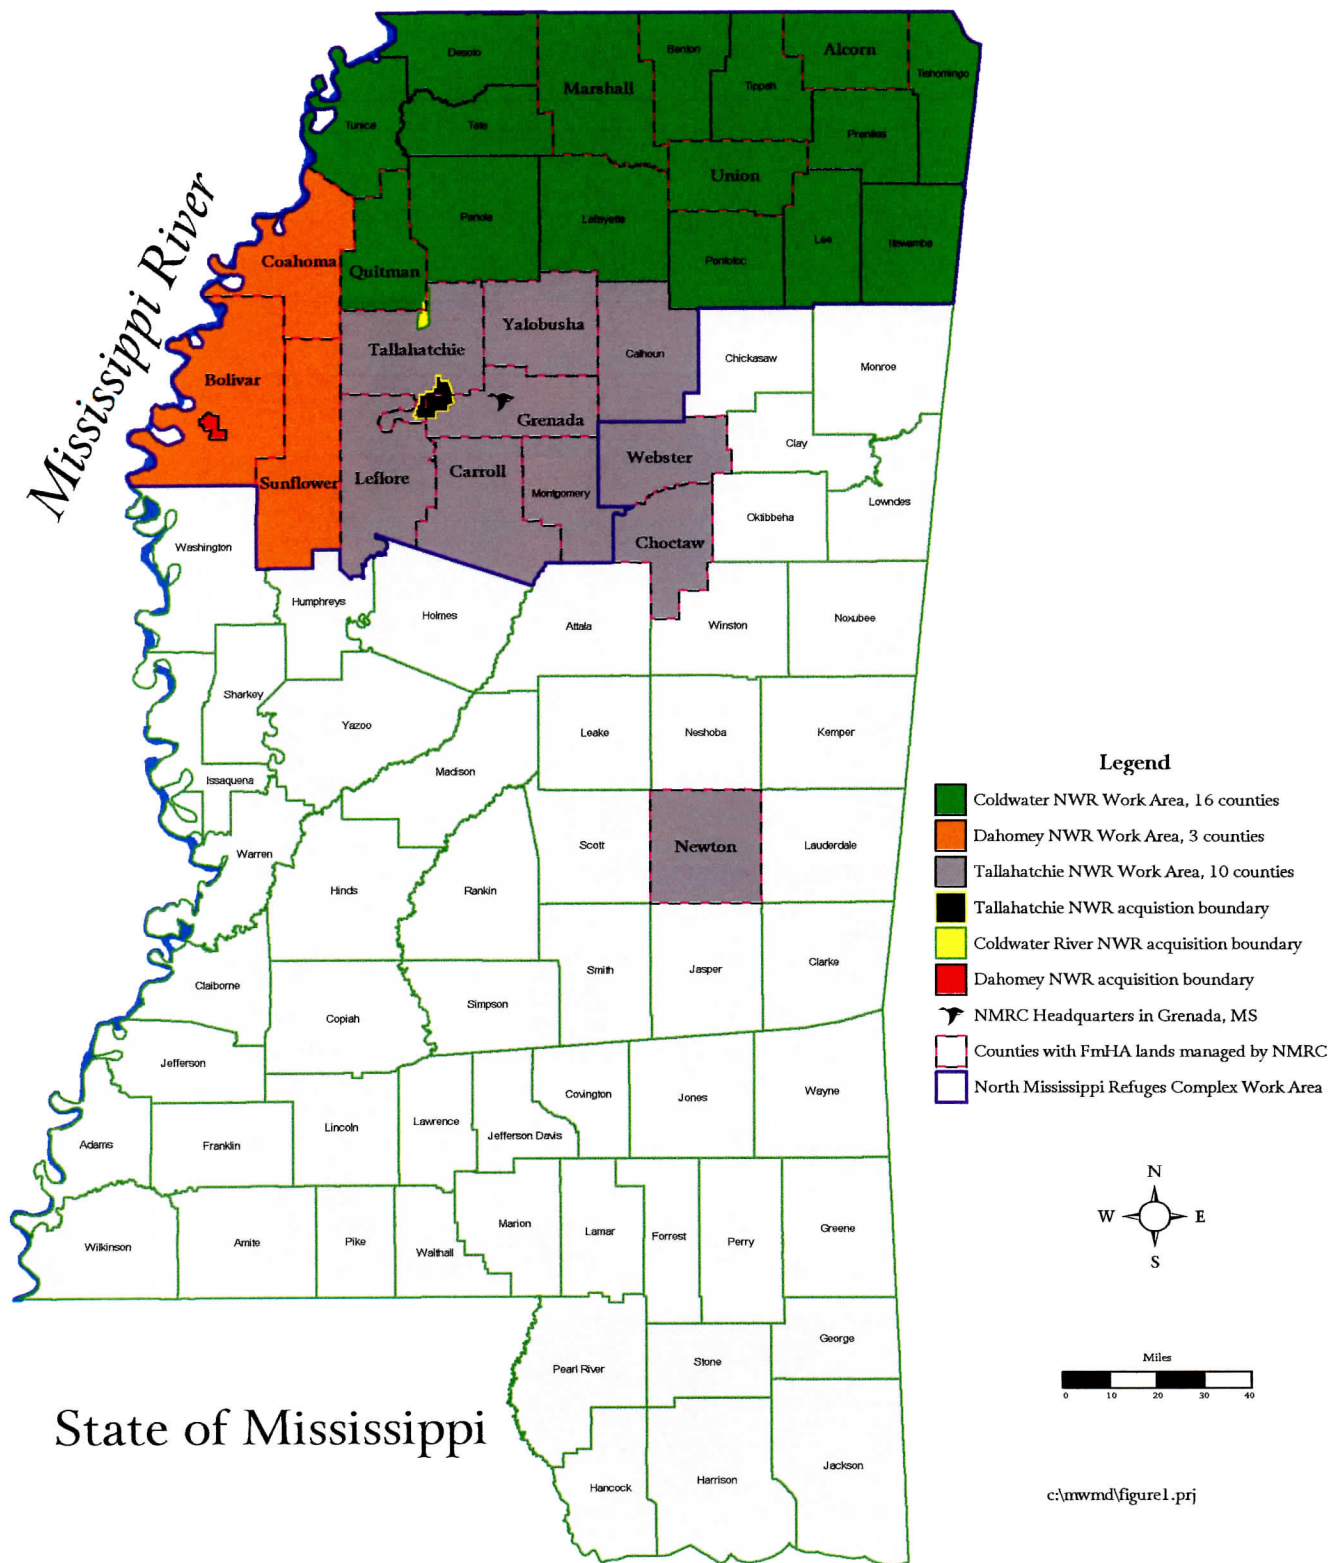 Mississippi River
Desoto
Benton
Alcorn
Tishomingo
Marshall
Tippah
Tunica
Tate
Prentiss
Union
Panola
Lafayette
Lee
Itawamba
Coahoma
Quitman
Pontotoc
Yalobusha
Tallahatchie
Calhoun
Chickasaw
Monroe
Bolivar
Grenada
Clay
Webster
Carroll
Leflore
Sunflower
Montgomery
Lowndes
Oktibbeha
Choctaw
Washington
Humphreys
Holmes
Attala
Winston
Noxubee
Sharkey
Yazoo
Leake
Neshoba
Kemper
Madison
Issaquena
Warren
Scott
Newton
Lauderdale
Hinds
Rankin
Claiborne
Smith
Jasper
Clarke
Copiah
Simpson
Jefferson
Covington
Jones
Wayne
Adams
Franklin
Lincoln
Lawrence
Jefferson Davis
Wilkinson
Amite
Pike
Walthall
Marion
Lamar
Forrest
Perry
Greene
George
Pearl River
Stone
Hancock
Harrison
Jackson
State of Mississippi
Legend
Coldwater NWR Work Area, 16 counties
Dahomey NWR Work Area, 3 counties
Tallahatchie NWR Work Area, 10 counties
Tallahatchie NWR acquistion boundary
Coldwater River NWR acquisition boundary
Dahomey NWR acquisition boundary
NMRC Headquarters in Grenada, MS
Counties with FmHA lands managed by NMRC
North Mississippi Refuges Complex Work Area
N
W E
S
Miles
0 10 20 30 40
c:\mwmd\figure1.prj